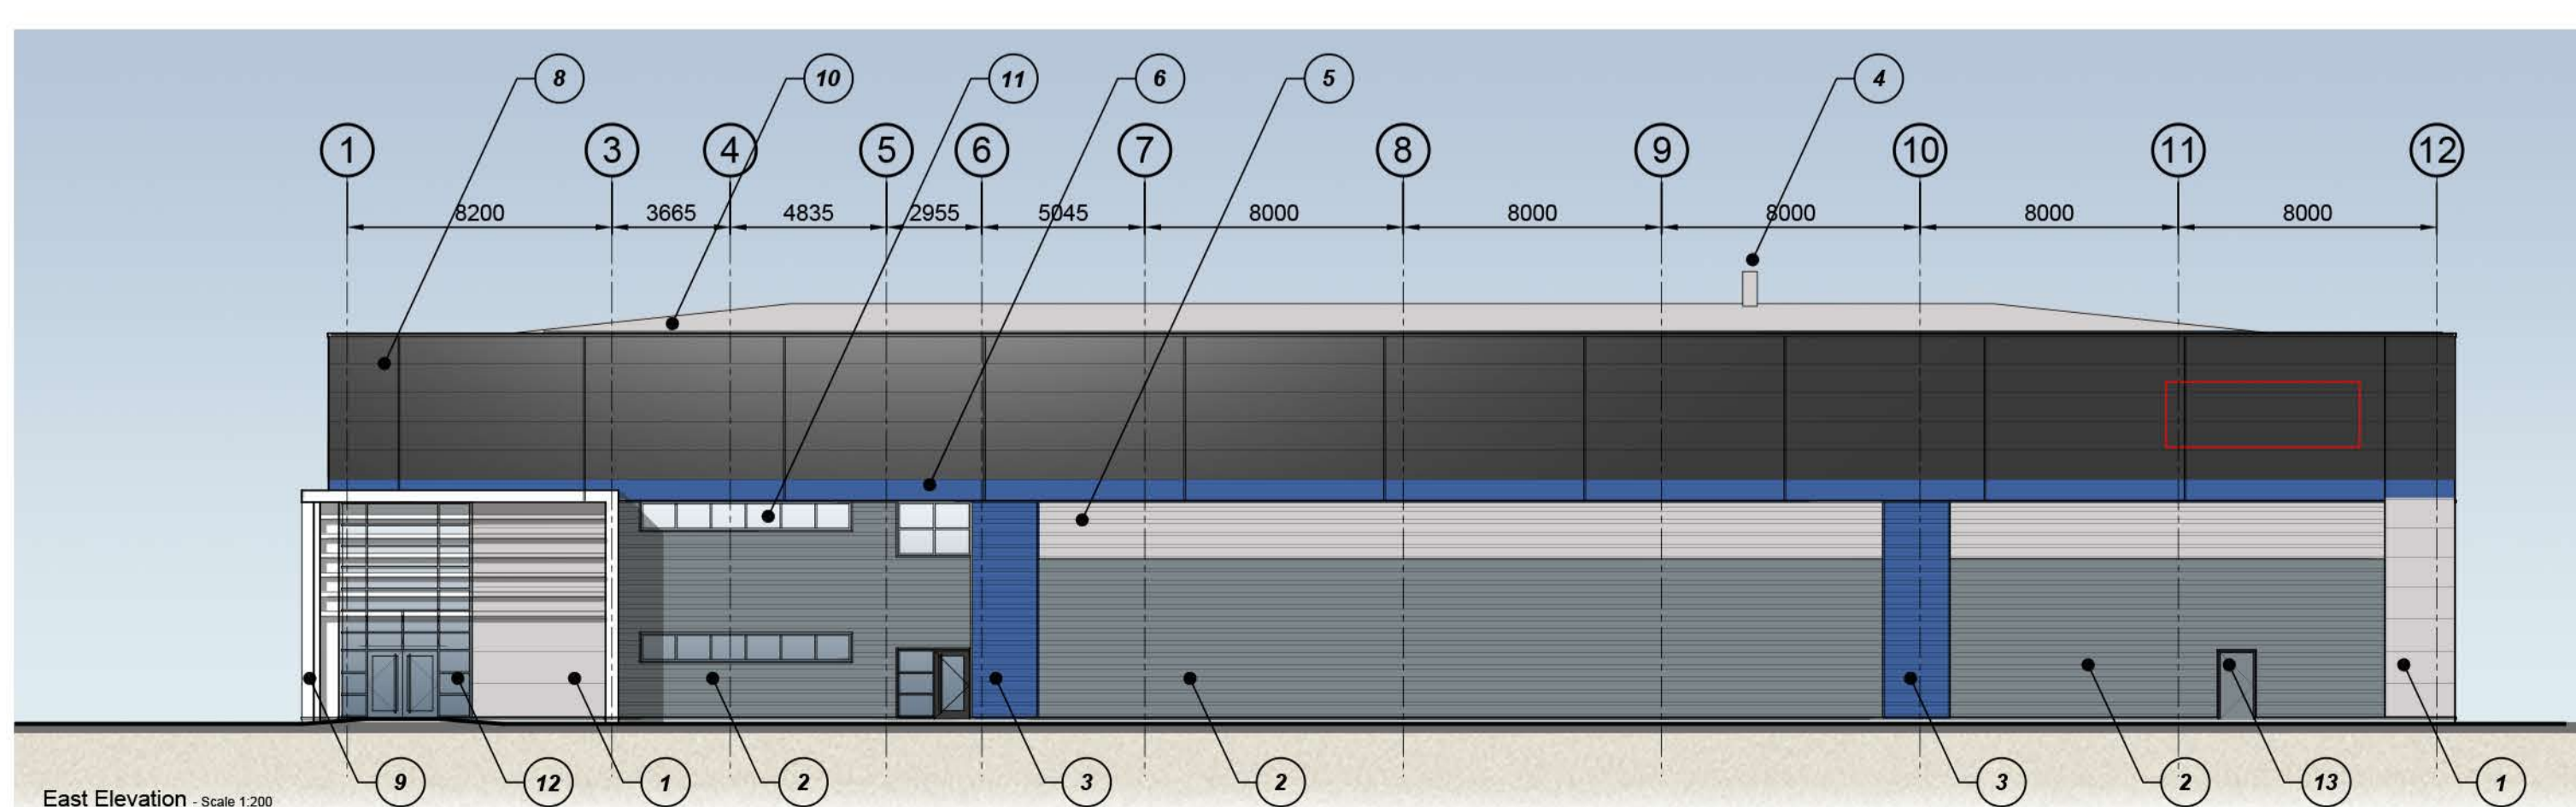 8 10 11 6 5 4
1 3 4 5 6 7 8 9 10 11 12
8200 3665 4835 2955 5045 8000 8000 8000 8000 8000
9 12 1 2 3 2 3 2 13 1
East Elevation - Scale 1:200